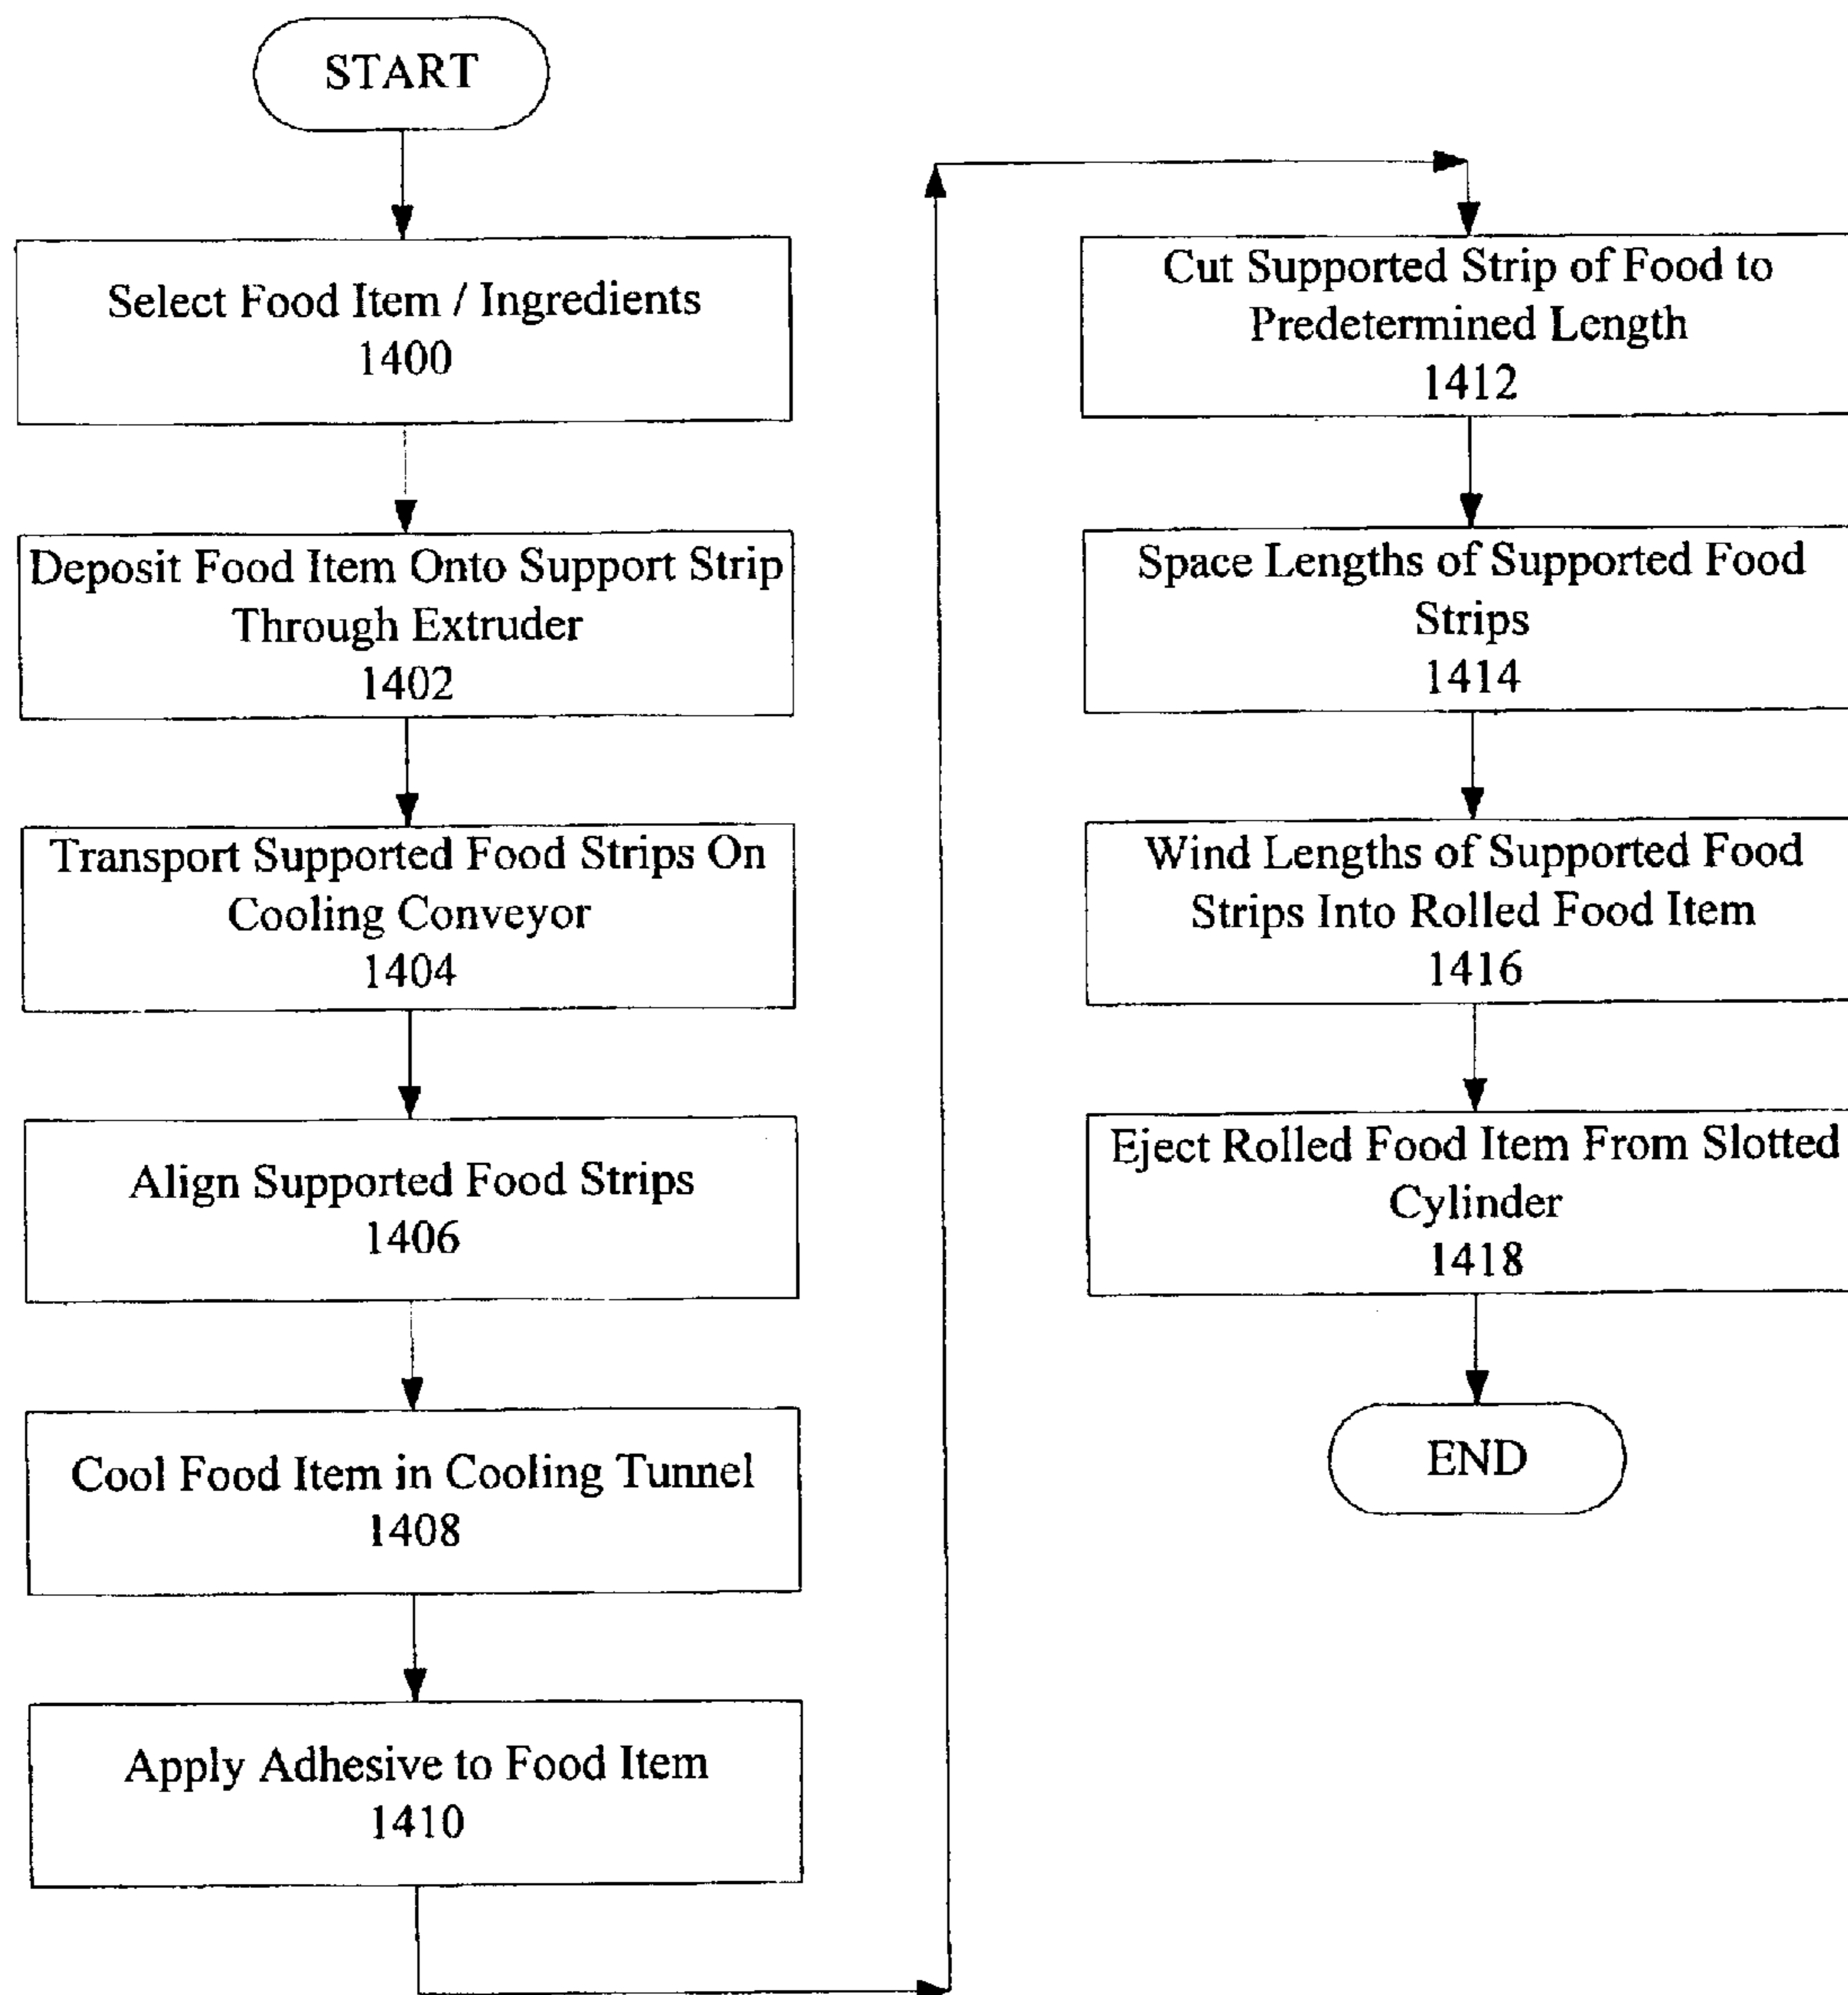 START
Select Food Item / Ingredients
1400
Deposit Food Item Onto Support Strip
Through Extruder
1402
Transport Supported Food Strips On
Cooling Conveyor
1404
Align Supported Food Strips
1406
Cool Food Item in Cooling Tunnel
1408
Apply Adhesive to Food Item
1410
Cut Supported Strip of Food to
Predetermined Length
1412
Space Lengths of Supported Food
Strips
1414
Wind Lengths of Supported Food
Strips Into Rolled Food Item
1416
Eject Rolled Food Item From Slotted
Cylinder
1418
END